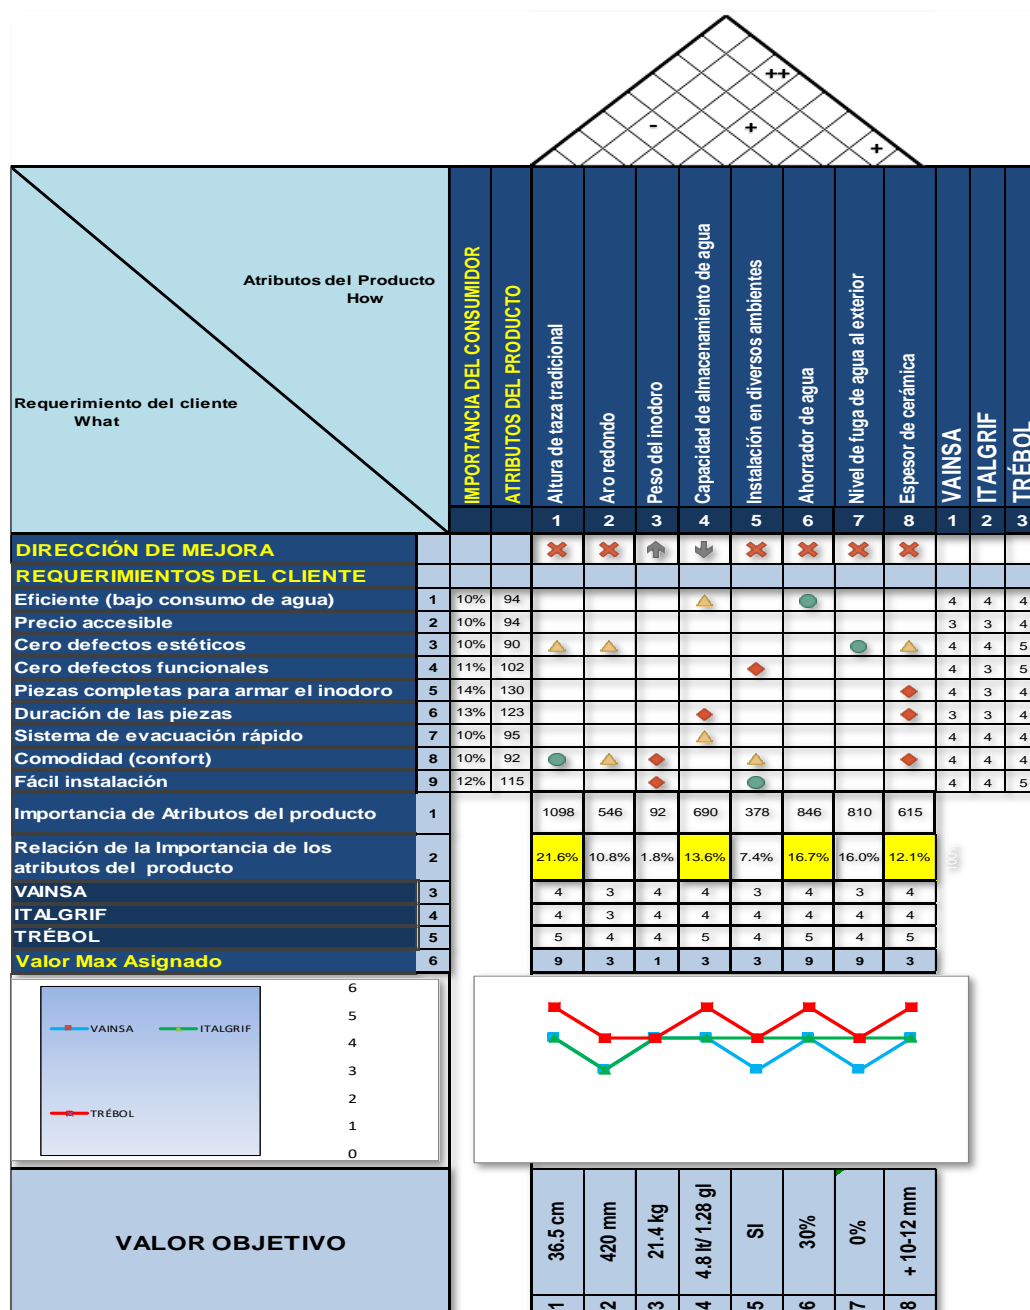 ++
- +
+
Atributos del Producto
How
Requerimiento del cliente
What
IMPORTANCIA DEL CONSUMIDOR
ATRIBUTOS DEL PRODUCTO
Altura de taza tradicional
Aro redondo
Peso del inodoro
Capacidad de almacenamiento de agua
Instalación en diversos ambientes
Ahorrador de agua
Nivel de fuga de agua al exterior
Espesor de cerámica
VAINSA
ITALGRIF
TRÉBOL
1 2 3 4 5 6 7 8 1 2 3
DIRECCIÓN DE MEJORA
REQUERIMIENTOS DEL CLIENTE
Eficiente (bajo consumo de agua) 1 10% 94 4 4 4
Precio accesible 2 10% 94 3 3 4
Cero defectos estéticos 3 10% 90 4 4 5
Cero defectos funcionales 4 11% 102 4 3 5
Piezas completas para armar el inodoro 5 14% 130 4 3 4
Duración de las piezas 6 13% 123 3 3 4
Sistema de evacuación rápido 7 10% 95 4 4 4
Comodidad (confort) 8 10% 92 4 4 4
Fácil instalación 9 12% 115 4 4 5
Importancia de Atributos del producto 1 1098 546 92 690 378 846 810 615
Relación de la Importancia de los
atributos del producto 2 21.6% 10.8% 1.8% 13.6% 7.4% 16.7% 16.0% 12.1%
VAINSA 3 4 3 4 4 3 4 3 4
ITALGRIF 4 4 3 4 4 4 4 4 4
TRÉBOL 5 5 4 4 5 4 5 4 5
Valor Max Asignado 6 9 3 1 3 3 9 9 3
VAINSA ITALGRIF
TRÉBOL
6
5
4
3
2
1
0
VALOR OBJETIVO
36.5 cm
420 mm
21.4 kg
4.8 lt/ 1.28 gl
SI
30%
0%
+ 10-12 mm
1 2 3 4 5 6 7 8